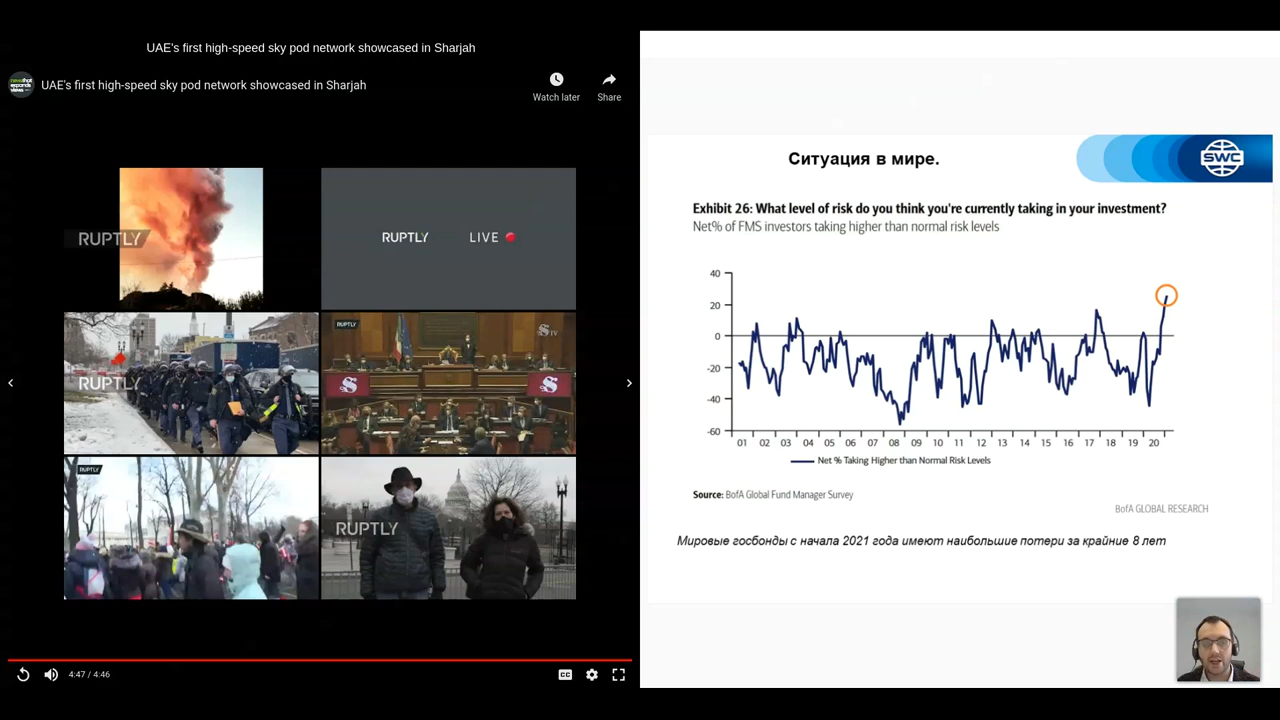 UAE's first high-speed sky pod network showcased in Sharjah
UAE's first high-speed sky pod network showcased in Sharjah
Watch later
Share
RUPTLY
RUPTLY
LIVE
RUPTLY
RUPTLY
RUPTLY
RUPTLY
4:47 / 4:46
CC
Ситуация в мире.
SWC
Exhibit 26: What level of risk do you think you're currently taking in your investment?
Net% of FMS investors taking higher than normal risk levels
40
20
0
-20
-40
-60
01 02 03 04 05 06 07 08 09 10 11 12 13 14 15 16 17 18 19 20
Net % Taking Higher than Normal Risk Levels
Source: BofA Global Fund Manager Survey
BofA GLOBAL RESEARCH
Мировые госбонды с начала 2021 года имеют наибольшие потери за крайние 8 лет